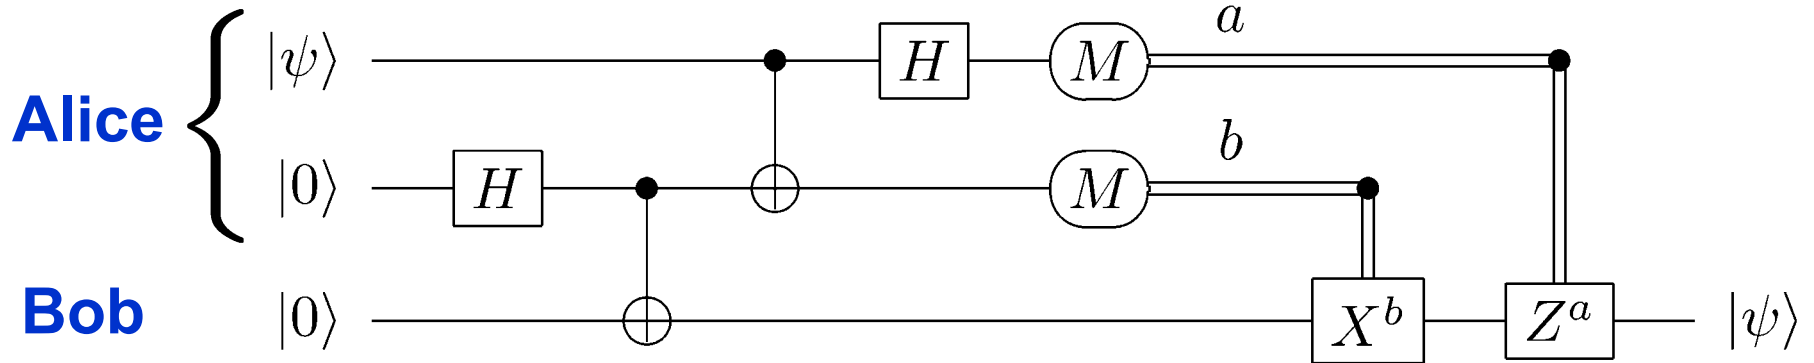 a
|ψ⟩ H M
Alice
b
|0⟩ H M
Bob |0⟩ X^b Z^a |ψ⟩